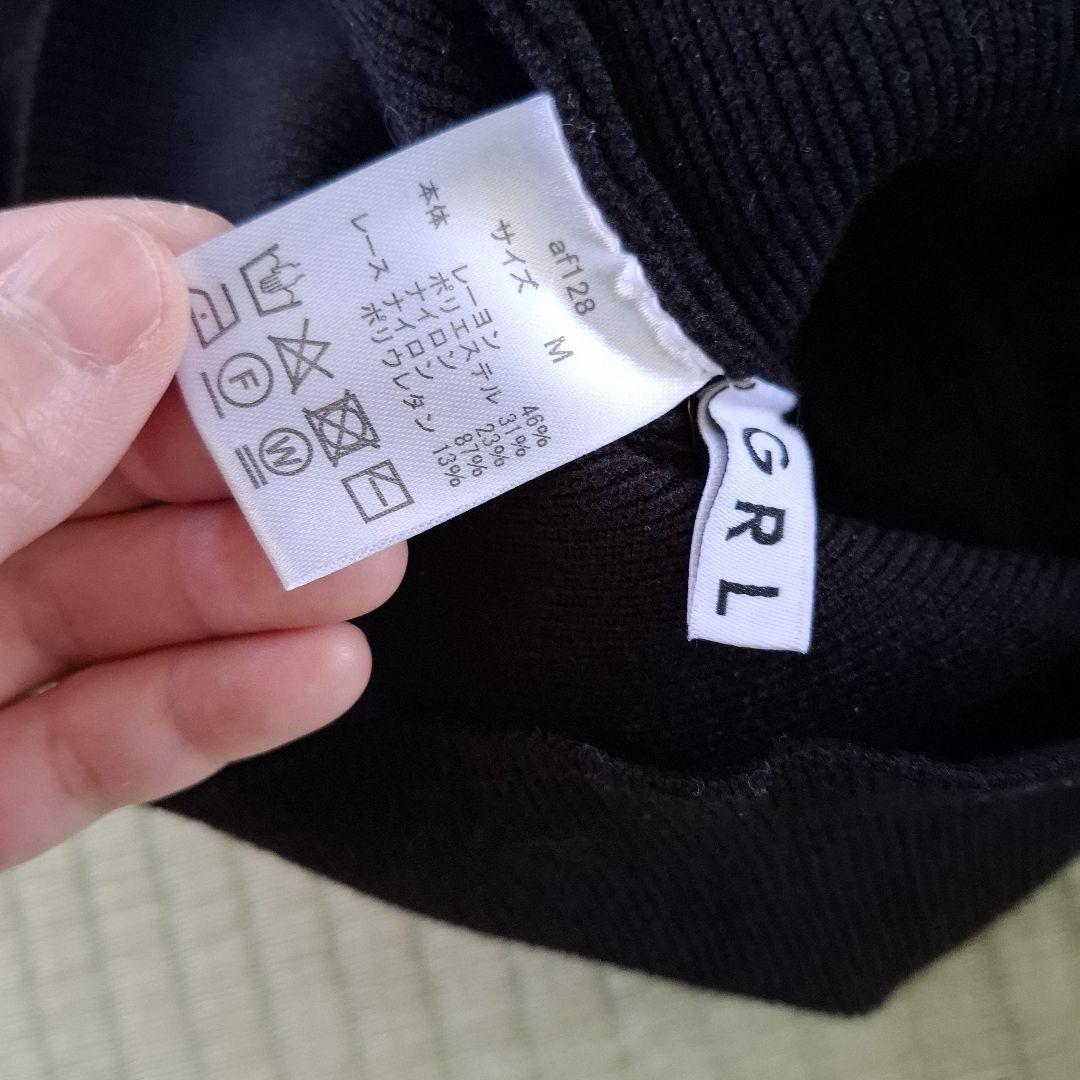 af128
サイズ M
本体 レーヨン 46%
ポリエステル 31%
ナイロン 23%
レース ナイロン 87%
ポリウレタン 13%
F
W
GRL